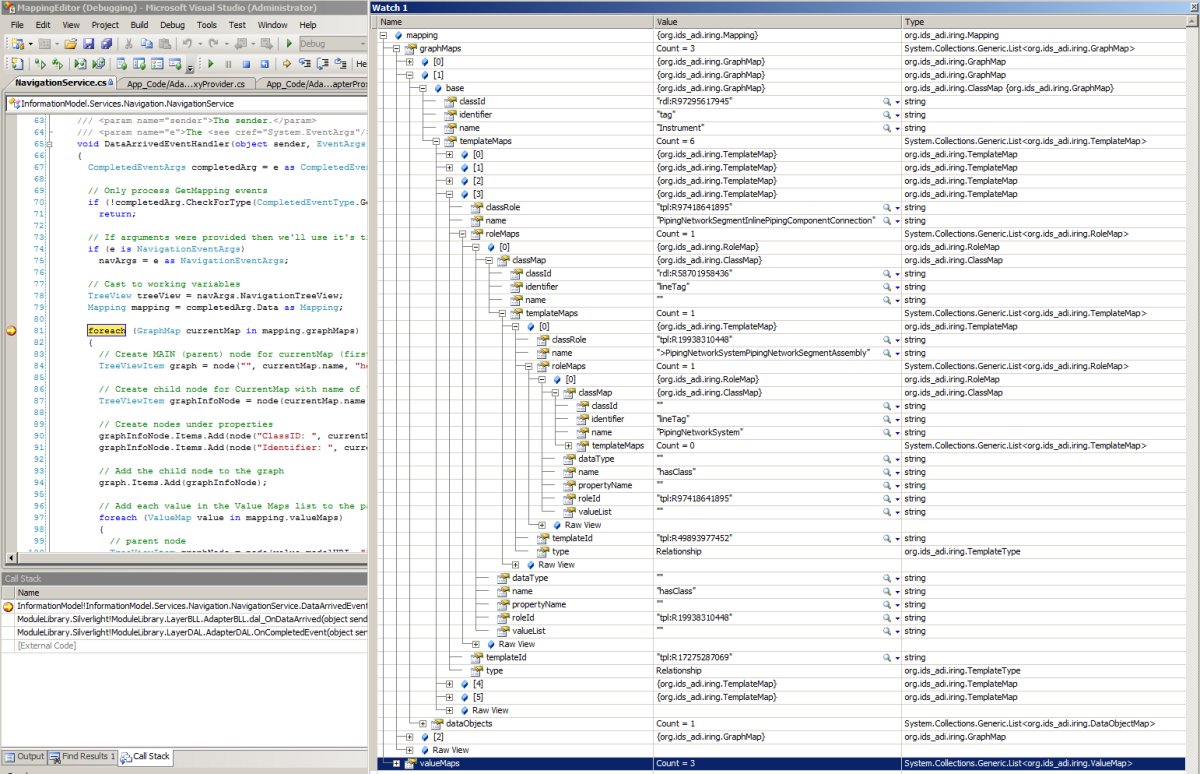 MappingEditor (Debugging) - Microsoft Visual Studio (Administrator)
File Edit View Project Build Debug Tools Test Window Help
Debug
He
NavigationService.cs App_Code/Ada...xyProvider.cs App_Code/Ada...apterPro
InformationModel.Services.Navigation.NavigationService
63 /// <param name="sender">The sender.</param>
64 /// <param name="e">The <see cref="System.EventArgs"/
65 void DataArrivedEventHandler(object sender, EventArgs
66 {
67 CompletedEventArgs completedArg = e as CompletedEve
68
69 // Only process GetMapping events
70 if (!completedArg.CheckForType(CompletedEventType.Ge
71 return;
72
73 // If arguments were provided then we'll use it's t
74 if (e is NavigationEventArgs)
75 navArgs = e as NavigationEventArgs;
76
77 // Cast to working variables
78 TreeView treeView = navArgs.NavigationTreeView;
79 Mapping mapping = completedArg.Data as Mapping;
80
81 foreach (GraphMap currentMap in mapping.graphMaps)
82 {
83 // Create MAIN (parent) node for currentMap (firs
84 TreeViewItem graph = node("", currentMap.name, "h
85
86 // Create child node for CurrentMap with name of
87 TreeViewItem graphInfoNode = node(currentMap.name
88
89 // Create nodes under properties
90 graphInfoNode.Items.Add(node("ClassID: ", current
91 graphInfoNode.Items.Add(node("Identifier: ", curr
92
93 // Add the child node to the graph
94 graph.Items.Add(graphInfoNode);
95
96 // Add each value in the Value Maps list to the p
97 foreach (ValueMap value in mapping.valueMaps)
98 {
99 // parent node
Call Stack
Name
InformationModel!InformationModel.Services.Navigation.NavigationService.DataArrivedEvent
ModuleLibrary.Silverlight!ModuleLibrary.LayerBLL.AdapterBLL.dal_OnDataArrived(object send
ModuleLibrary.Silverlight!ModuleLibrary.LayerDAL.AdapterDAL.OnCompletedEvent(object ser
[External Code]
Output Find Results 1 Call Stack
Watch 1
Name Value Type
mapping {org.ids_adi.iring.Mapping} org.ids_adi.iring.Mapping
graphMaps Count = 3 System.Collections.Generic.List<org.ids_adi.iring.GraphMap>
[0] {org.ids_adi.iring.GraphMap} org.ids_adi.iring.GraphMap
[1] {org.ids_adi.iring.GraphMap} org.ids_adi.iring.GraphMap
base {org.ids_adi.iring.GraphMap} org.ids_adi.iring.ClassMap {org.ids_adi.iring.GraphMap}
classId "rdl:R97295617945" string
identifier "tag" string
name "Instrument" string
templateMaps Count = 6 System.Collections.Generic.List<org.ids_adi.iring.TemplateMap>
[0] {org.ids_adi.iring.TemplateMap} org.ids_adi.iring.TemplateMap
[1] {org.ids_adi.iring.TemplateMap} org.ids_adi.iring.TemplateMap
[2] {org.ids_adi.iring.TemplateMap} org.ids_adi.iring.TemplateMap
[3] {org.ids_adi.iring.TemplateMap} org.ids_adi.iring.TemplateMap
classRole "tpl:R97418641895" string
name "PipingNetworkSegmentInlinePipingComponentConnection" string
roleMaps Count = 1 System.Collections.Generic.List<org.ids_adi.iring.RoleMap>
[0] {org.ids_adi.iring.RoleMap} org.ids_adi.iring.RoleMap
classMap {org.ids_adi.iring.ClassMap} org.ids_adi.iring.ClassMap
classId "rdl:R58701958436" string
identifier "lineTag" string
name "" string
templateMaps Count = 1 System.Collections.Generic.List<org.ids_adi.iring.TemplateMap>
[0] {org.ids_adi.iring.TemplateMap} org.ids_adi.iring.TemplateMap
classRole "tpl:R19938310448" string
name ">PipingNetworkSystemPipingNetworkSegmentAssembly" string
roleMaps Count = 1 System.Collections.Generic.List<org.ids_adi.iring.RoleMap>
[0] {org.ids_adi.iring.RoleMap} org.ids_adi.iring.RoleMap
classMap {org.ids_adi.iring.ClassMap} org.ids_adi.iring.ClassMap
classId "" string
identifier "lineTag" string
name "PipingNetworkSystem" string
templateMaps Count = 0 System.Collections.Generic.List<org.ids_adi.iring.TemplateMap>
dataType "" string
name "hasClass" string
propertyName "" string
roleId "tpl:R97418641895" string
valueList "" string
Raw View
templateId "tpl:R49893977452" string
type Relationship org.ids_adi.iring.TemplateType
Raw View
dataType "" string
name "hasClass" string
propertyName "" string
roleId "tpl:R19938310448" string
valueList "" string
Raw View
templateId "tpl:R17275287069" string
type Relationship org.ids_adi.iring.TemplateType
[4] {org.ids_adi.iring.TemplateMap} org.ids_adi.iring.TemplateMap
[5] {org.ids_adi.iring.TemplateMap} org.ids_adi.iring.TemplateMap
Raw View
dataObjects Count = 1 System.Collections.Generic.List<org.ids_adi.iring.DataObjectMap>
[2] {org.ids_adi.iring.GraphMap} org.ids_adi.iring.GraphMap
Raw View
valueMaps Count = 3 System.Collections.Generic.List<org.ids_adi.iring.ValueMap>